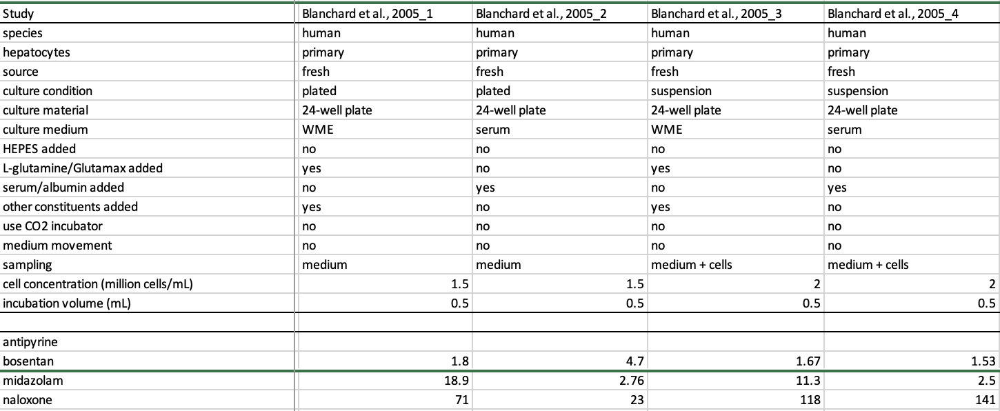 Study Blanchard et al., 2005_1 Blanchard et al., 2005_2 Blanchard et al., 2005_3 Blanchard et al., 2005_4
species human human human human
hepatocytes primary primary primary primary
source fresh fresh fresh fresh
culture condition plated plated suspension suspension
culture material 24-well plate 24-well plate 24-well plate 24-well plate
culture medium WME serum WME serum
HEPES added no no no no
L-glutamine/Glutamax added yes no yes no
serum/albumin added no yes no yes
other constituents added yes no yes no
use CO2 incubator no no no no
medium movement no no no no
sampling medium medium medium + cells medium + cells
cell concentration (million cells/mL) 1.5 1.5 2 2
incubation volume (mL) 0.5 0.5 0.5 0.5
antipyrine
bosentan 1.8 4.7 1.67 1.53
midazolam 18.9 2.76 11.3 2.5
naloxone 71 23 118 141